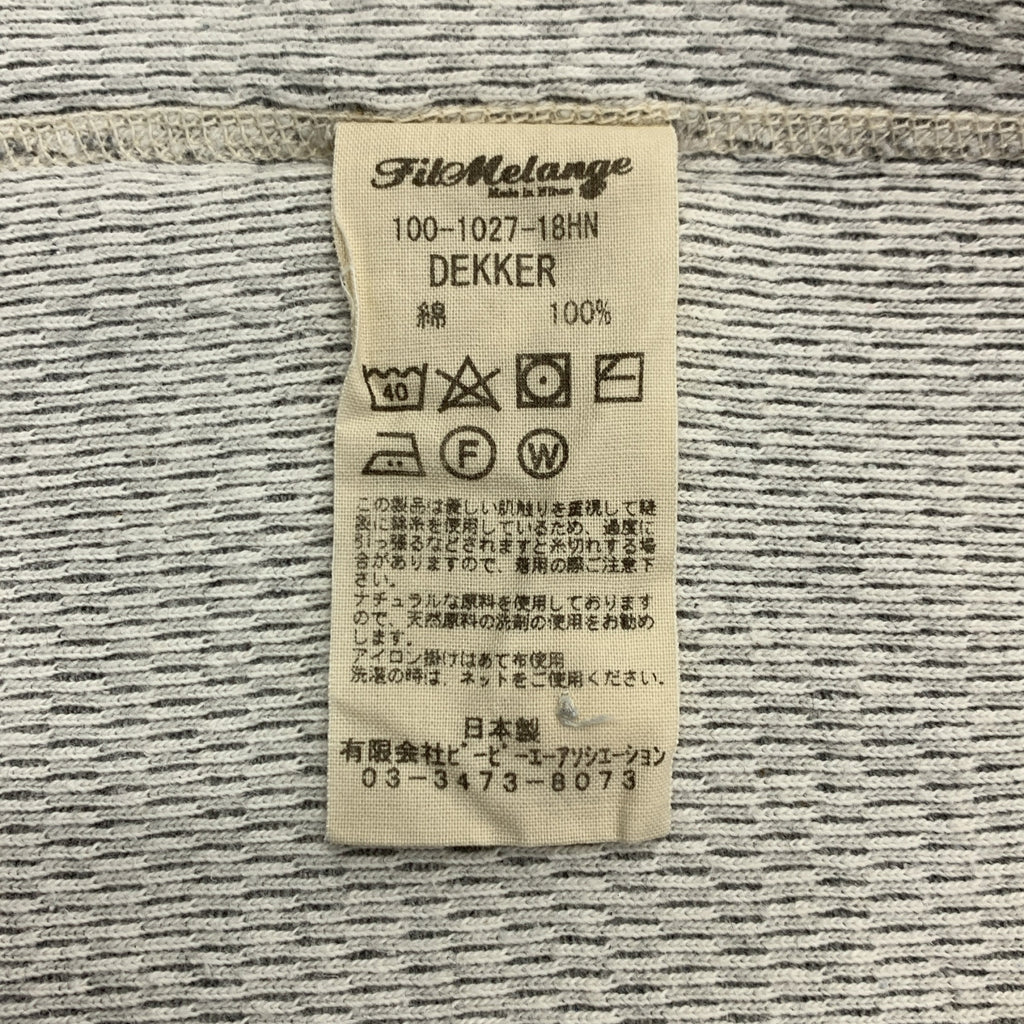 FilMelange
100-1027-18HN
DEKKER
綿 100%
40
F W
この製品は優しい肌触りを重視して縫
製に綿糸を使用しているため、過度に
引っ張るなどされますと糸切れする場
合がありますので、着用の際ご注意下
さい。
ナチュラルな原料を使用しております
ので、天然原料の洗剤の使用をお勧め
します。
アイロン掛けはあて布使用
洗濯の時は、ネットをご使用ください。
日本製
有限会社ピーピーユーアソシエーション
03-3473-8073